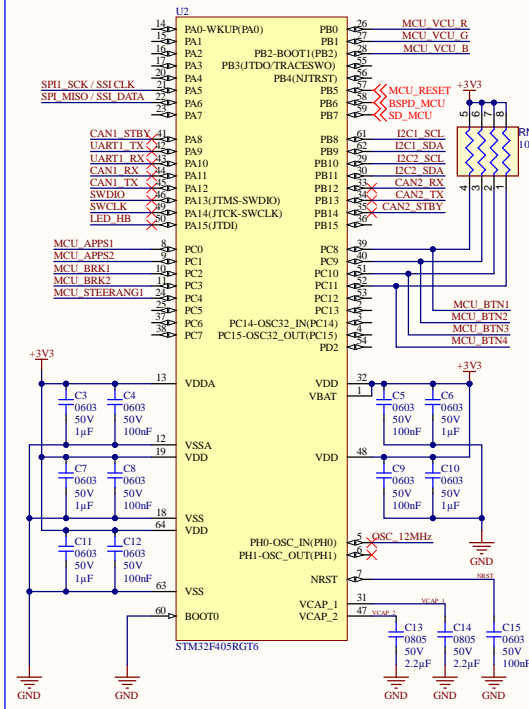 U2
14 PA0-WKUP(PA0) PB0 26 MCU_VCU_R
15 PA1 PB1 27 MCU_VCU_G
16 PA2 PB2-BOOT1(PB2) 28 MCU_VCU_B
17 PA3 PB3(JTDO/TRACESWO) 55
20 PA4 PB4(NJTRST) 56
SPI1_SCK / SSI CLK 21 PA5 PB5 57 MCU_RESET
SPI_MISO / SSI_DATA 22 PA6 PB6 58 BSPD_MCU
23 PA7 PB7 59 SD_MCU
+3V3
5 6 7 8
CAN1_STBY 41 PA8 PB8 61 I2C1_SCL
UART1_TX 42 PA9 PB9 62 I2C1_SDA
UART1_RX 43 PA10 PB10 29 I2C2_SCL
CAN1_RX 44 PA11 PB11 30 I2C2_SDA
CAN1_TX 45 PA12 PB12 33 CAN2_RX
SWDIO 46 PA13(JTMS-SWDIO) PB13 34 CAN2_TX
SWCLK 49 PA14(JTCK-SWCLK) PB14 35 CAN2_STBY
LED_HB 50 PA15(JTDI) PB15 36
4 3 2 1
MCU_APPS1 8 PC0 PC8 39
MCU_APPS2 9 PC1 PC9 40
MCU_BRK1 10 PC2 PC10 51
MCU_BRK2 11 PC3 PC11 52
MCU_STEERANG1 24 PC4 PC12 53
25 PC5 PC13 2
37 PC6 PC14-OSC32_IN(PC14) 3
38 PC7 PC15-OSC32_OUT(PC15) 4
PD2 54
MCU_BTN1
MCU_BTN2
MCU_BTN3
MCU_BTN4
+3V3
+3V3
13 VDDA VDD 32
VBAT 1
C3 0603 50V 1µF
C4 0603 50V 100nF
C5 0603 50V 100nF
C6 0603 50V 1µF
12 VSSA
19 VDD VDD 48
C7 0603 50V 1µF
C8 0603 50V 100nF
C9 0603 50V 100nF
C10 0603 50V 1µF
18 VSS
64 VDD
C11 0603 50V 1µF
C12 0603 50V 100nF
PH0-OSC_IN(PH0) 5 OSC_12MHz
PH1-OSC_OUT(PH1) 6
GND
NRST 7 NRST
63 VSS
VCAP_1 31 VCAP_1
60 BOOT0 VCAP_2 47 VCAP_2
C13 0805 50V 2.2µF
C14 0805 50V 2.2µF
C15 0603 50V 100nF
STM32F405RGT6
GND GND GND GND GND